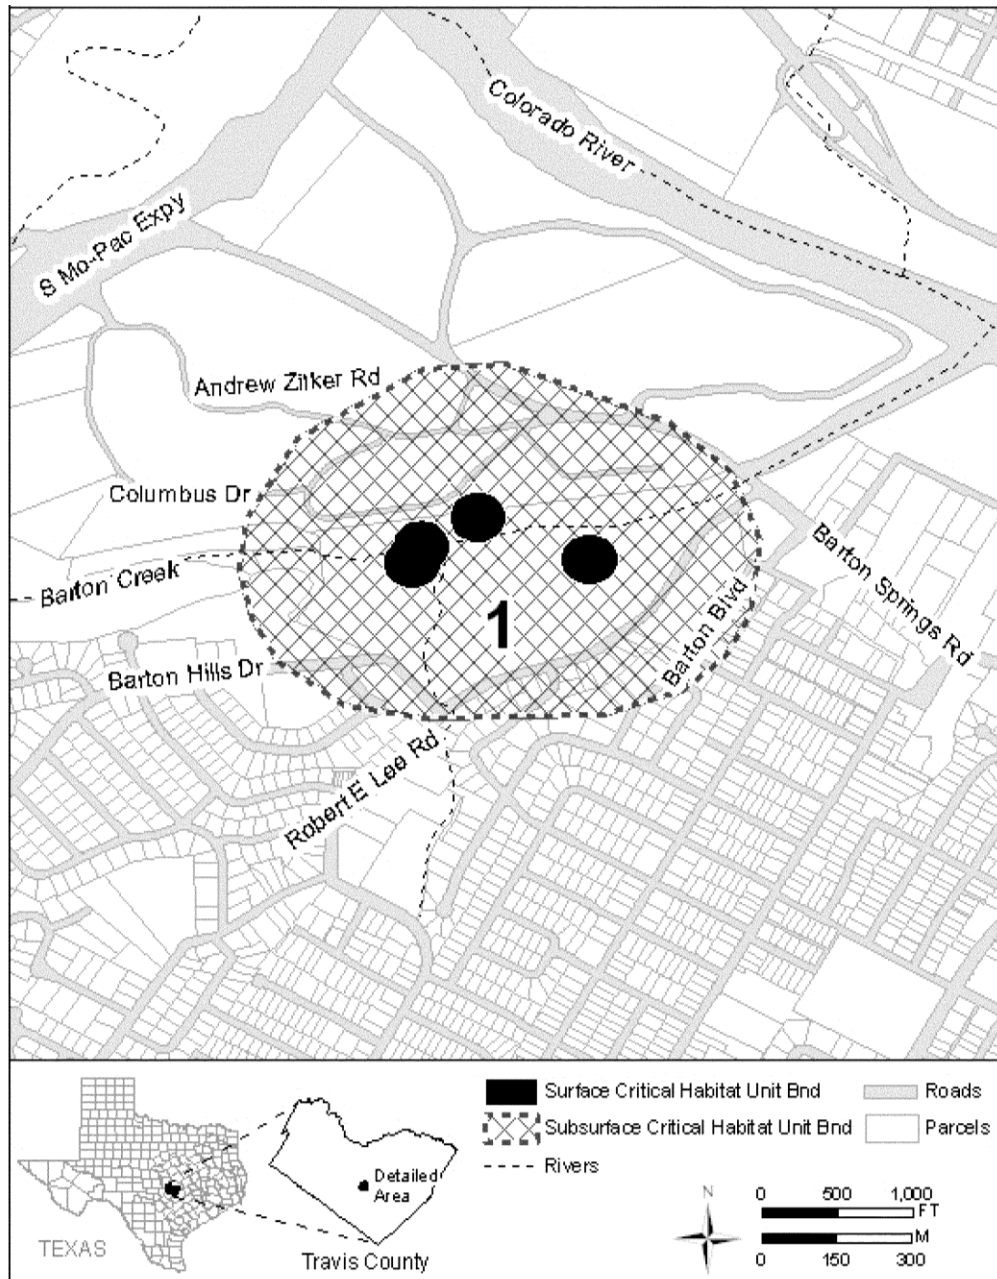 Colorado River
S Mo-Pac Expy
Andrew Zilker Rd
Columbus Dr
Barton Creek
Barton Springs Rd
1
Barton Blvd
Barton Hills Dr
Robert E Lee Rd
Surface Critical Habitat Unit Bnd
Roads
Subsurface Critical Habitat Unit Bnd
Parcels
Rivers
Detailed
Area
TEXAS
Travis County
N
0 500 1,000
FT
M
0 150 300